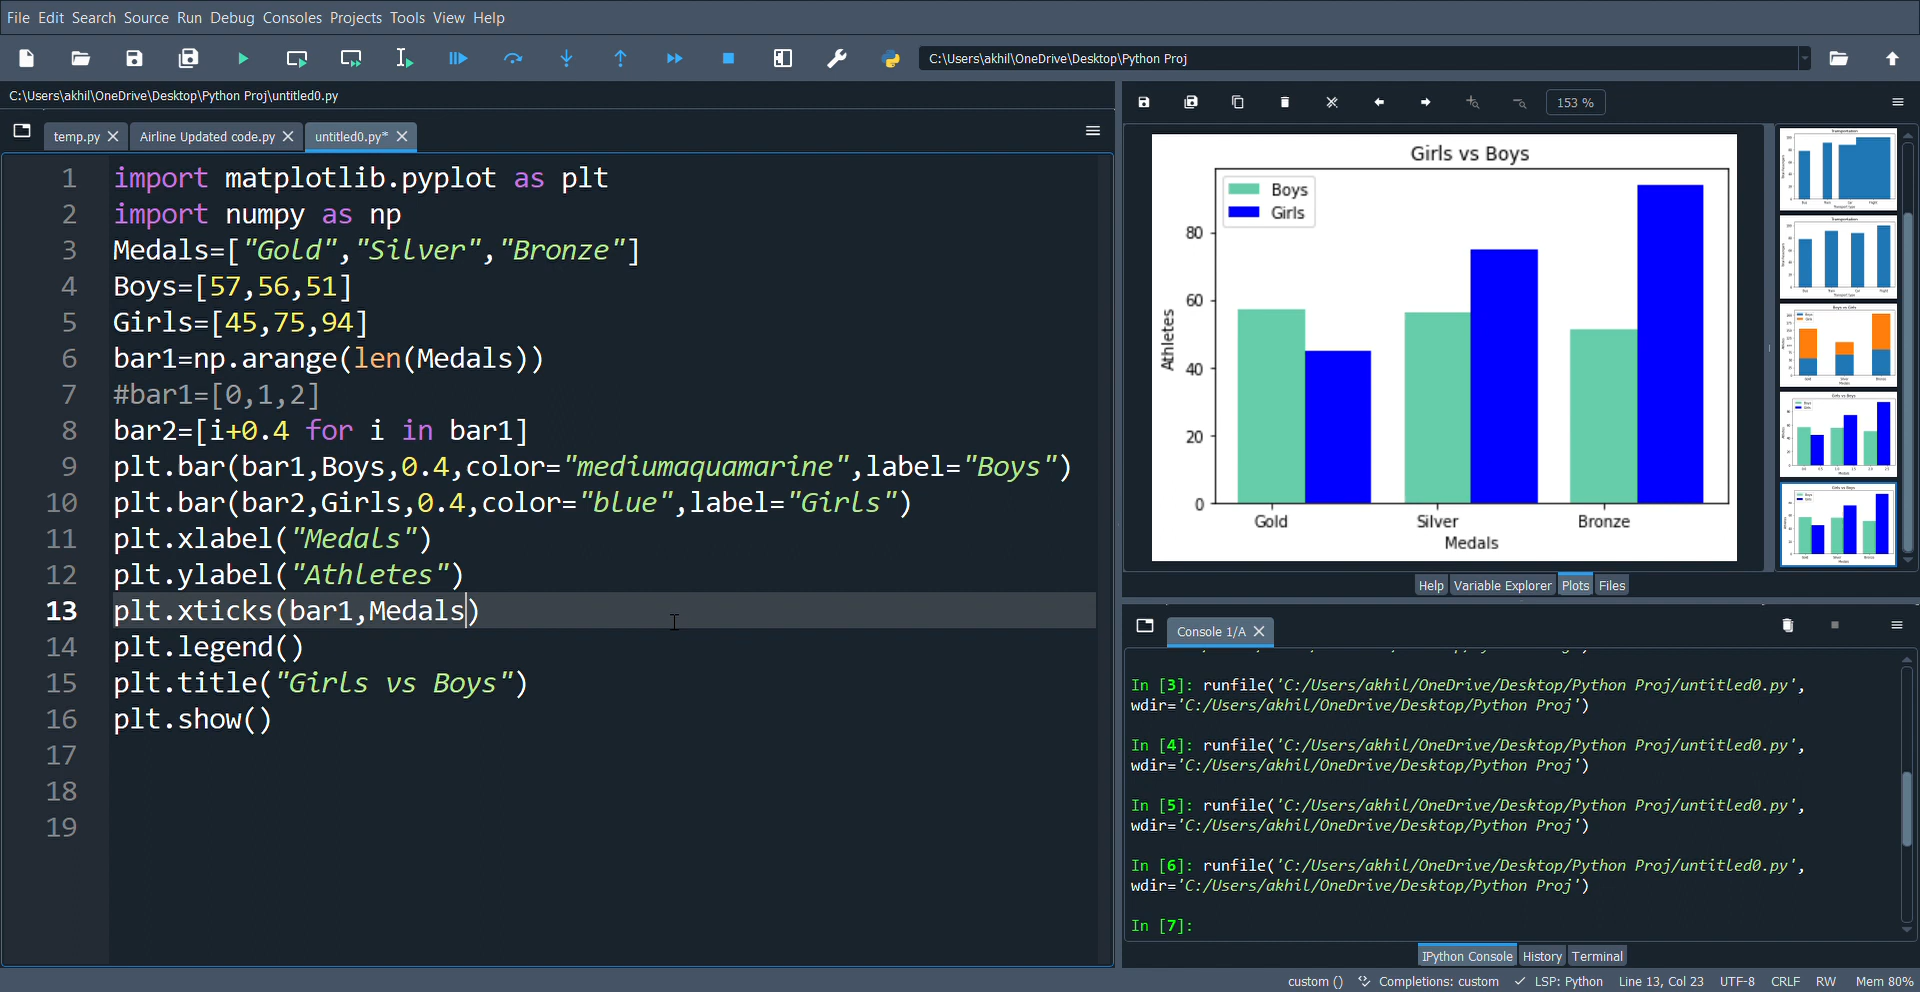 File Edit Search Source Run Debug Consoles Projects Tools View Help
C:\Users\akhil\OneDrive\Desktop\Python Proj
C:\Users\akhil\OneDrive\Desktop\Python Proj\untitled0.py
temp.py Airline Updated code.py untitled0.py*
1 import matplotlib.pyplot as plt
2 import numpy as np
3 Medals=["Gold","Silver","Bronze"]
4 Boys=[57,56,51]
5 Girls=[45,75,94]
6 bar1=np.arange(len(Medals))
7 #bar1=[0,1,2]
8 bar2=[i+0.4 for i in bar1]
9 plt.bar(bar1,Boys,0.4,color="mediumaquamarine",label="Boys")
10 plt.bar(bar2,Girls,0.4,color="blue",label="Girls")
11 plt.xlabel("Medals")
12 plt.ylabel("Athletes")
13 plt.xticks(bar1,Medals)
14 plt.legend()
15 plt.title("Girls vs Boys")
16 plt.show()
17
18
19
153 %
Girls vs Boys
Boys
Girls
80
60
40
20
0
Athletes
Gold Silver Bronze
Medals
Help Variable Explorer Plots Files
Console 1/A
In [3]: runfile('C:/Users/akhil/OneDrive/Desktop/Python Proj/untitled0.py',
wdir='C:/Users/akhil/OneDrive/Desktop/Python Proj')
In [4]: runfile('C:/Users/akhil/OneDrive/Desktop/Python Proj/untitled0.py',
wdir='C:/Users/akhil/OneDrive/Desktop/Python Proj')
In [5]: runfile('C:/Users/akhil/OneDrive/Desktop/Python Proj/untitled0.py',
wdir='C:/Users/akhil/OneDrive/Desktop/Python Proj')
In [6]: runfile('C:/Users/akhil/OneDrive/Desktop/Python Proj/untitled0.py',
wdir='C:/Users/akhil/OneDrive/Desktop/Python Proj')
In [7]:
IPython Console History Terminal
custom () Completions: custom LSP: Python Line 13, Col 23 UTF-8 CRLF RW Mem 80%